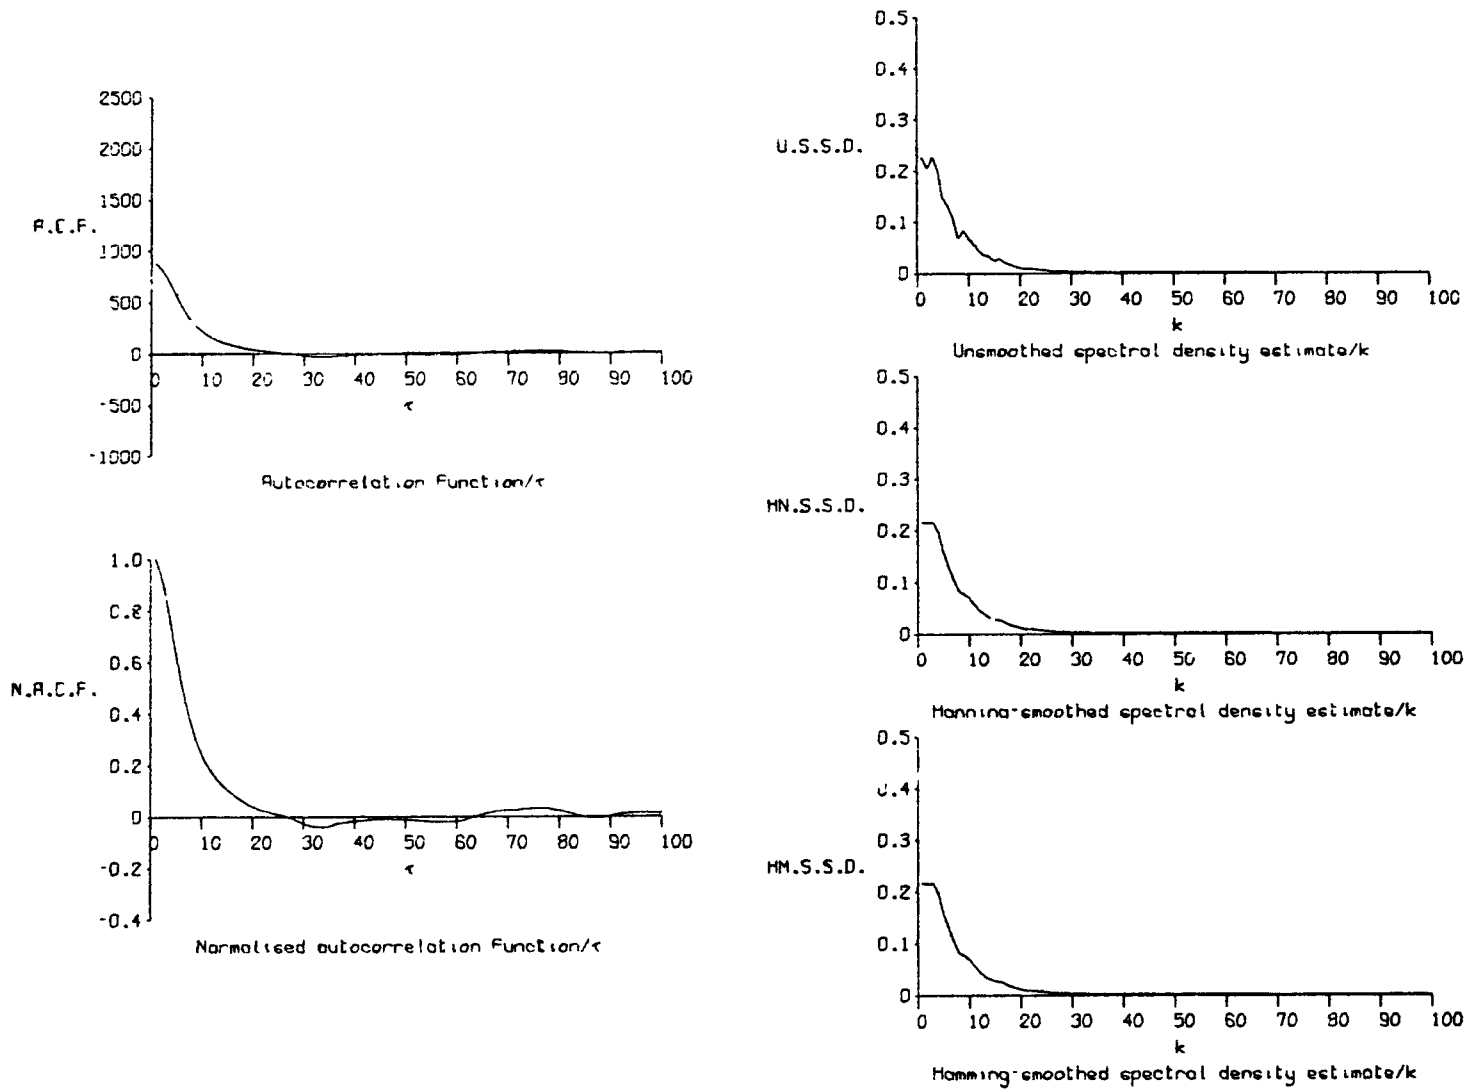 2500
2000
1500
A.C.F.
1000
500
0
-500
-1000
0 10 20 30 40 50 60 70 80 90 100
τ
Autocorrelation Function/τ
1.0
0.8
0.6
N.A.C.F.
0.4
0.2
0
-0.2
-0.4
0 10 20 30 40 50 60 70 80 90 100
τ
Normalised autocorrelation Function/τ
0.5
0.4
0.3
U.S.S.D.
0.2
0.1
0
0 10 20 30 40 50 60 70 80 90 100
k
Unsmoothed spectral density estimate/k
0.5
0.4
0.3
HN.S.S.D.
0.2
0.1
0
0 10 20 30 40 50 60 70 80 90 100
k
Hanning-smoothed spectral density estimate/k
0.5
0.4
0.3
HM.S.S.D.
0.2
0.1
0
0 10 20 30 40 50 60 70 80 90 100
k
Hamming-smoothed spectral density estimate/k